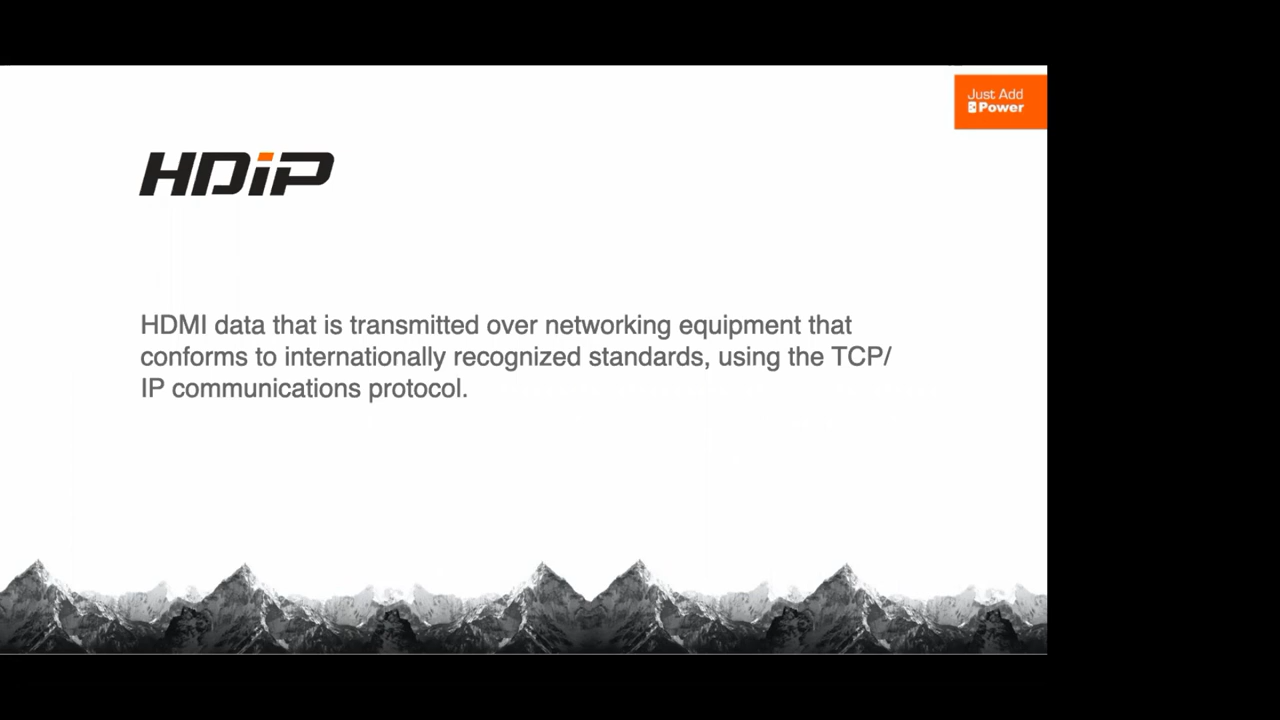 Just Add
Power
HDiP
HDMI data that is transmitted over networking equipment that
conforms to internationally recognized standards, using the TCP/
IP communications protocol.